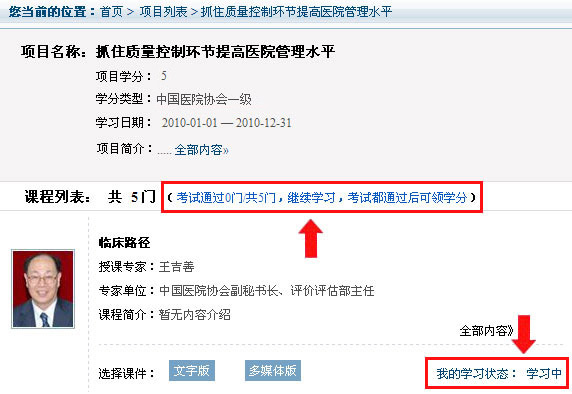 您当前的位置：首页 > 项目列表 > 抓住质量控制环节提高医院管理水平
项目名称：抓住质量控制环节提高医院管理水平
项目学分： 5
学分类型：中国医院协会一级
学习日期： 2010-01-01 — 2010-12-31
项目简介：..... 全部内容»
课程列表： 共 5门 （考试通过0门/共5门，继续学习，考试都通过后可领学分）
临床路径
授课专家：王吉善
专家单位：中国医院协会副秘书长、评价评估部主任
课程简介：暂无内容介绍
全部内容》
选择课件： 文字版 多媒体版 我的学习状态： 学习中